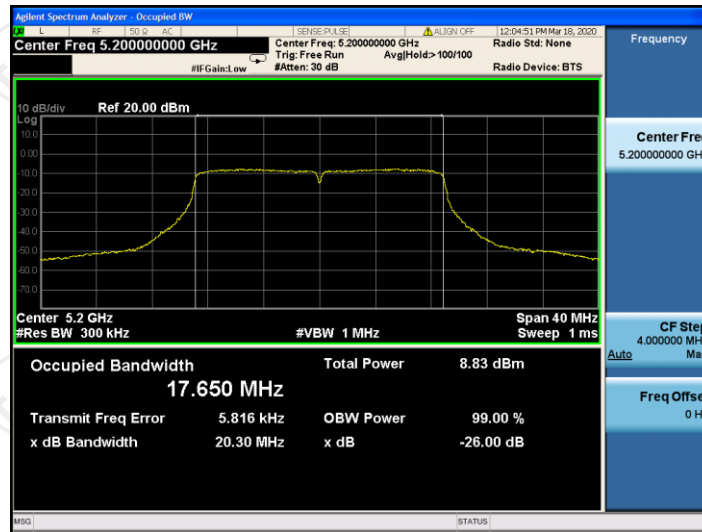 Agilent Spectrum Analyzer - Occupied BW
L RF 50 Ω AC SENSE:PULSE ALIGN OFF 12:04:51 PM Mar 18, 2020
Center Freq 5.200000000 GHz Center Freq: 5.200000000 GHz Radio Std: None
Trig: Free Run Avg|Hold:>100/100
#IFGain:Low #Atten: 30 dB Radio Device: BTS
10 dB/div Ref 20.00 dBm
Log
10.0
0.00
-10.0
-20.0
-30.0
-40.0
-50.0
-60.0
-70.0
Center 5.2 GHz Span 40 MHz
#Res BW 300 kHz #VBW 1 MHz Sweep 1 ms
Occupied Bandwidth Total Power 8.83 dBm
17.650 MHz
Transmit Freq Error 5.816 kHz OBW Power 99.00 %
x dB Bandwidth 20.30 MHz x dB -26.00 dB
MSG STATUS
Frequency
Center Fre
5.200000000 GH
CF Step
4.000000 MH
Auto Ma
Freq Offse
0 H